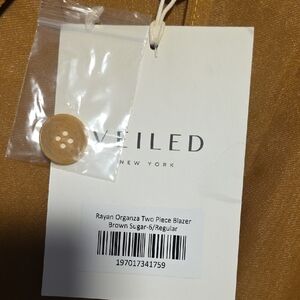 VEILED
NEW YORK
Rayan Organza Two Piece Blazer
Brown Sugar-6/Regular
197017341759